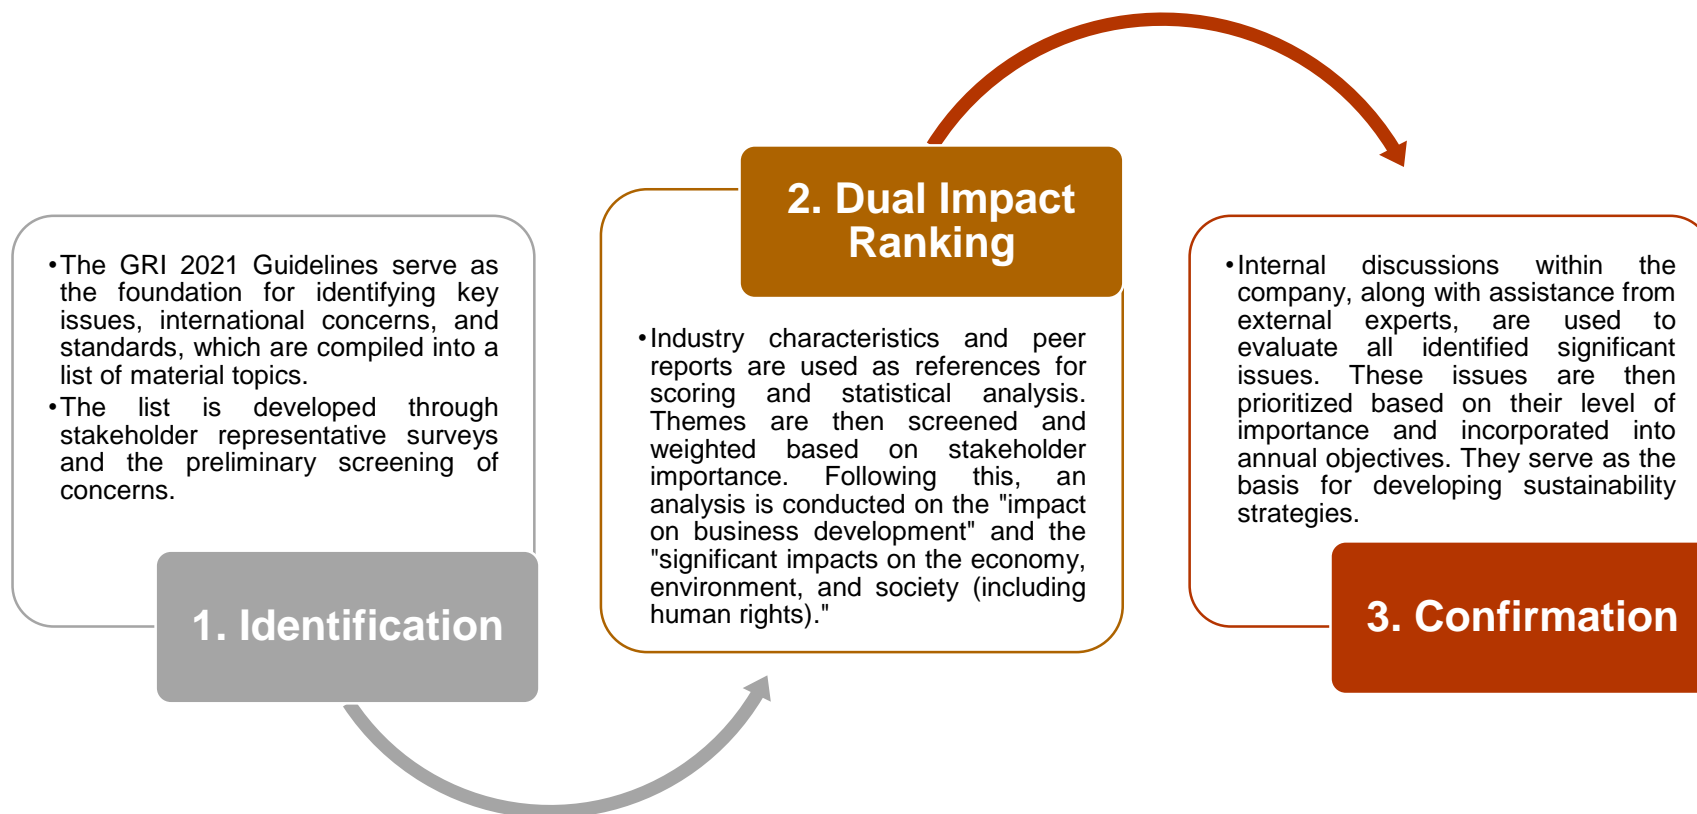 •The GRI 2021 Guidelines serve as
the foundation for identifying key
issues, international concerns, and
standards, which are compiled into a
list of material topics.
•The list is developed through
stakeholder representative surveys
and the preliminary screening of
concerns.
1. Identification
2. Dual Impact
Ranking
•Industry characteristics and peer
reports are used as references for
scoring and statistical analysis.
Themes are then screened and
weighted based on stakeholder
importance. Following this, an
analysis is conducted on the "impact
on business development" and the
"significant impacts on the economy,
environment, and society (including
human rights)."
•Internal discussions within the
company, along with assistance from
external experts, are used to
evaluate all identified significant
issues. These issues are then
prioritized based on their level of
importance and incorporated into
annual objectives. They serve as the
basis for developing sustainability
strategies.
3. Confirmation